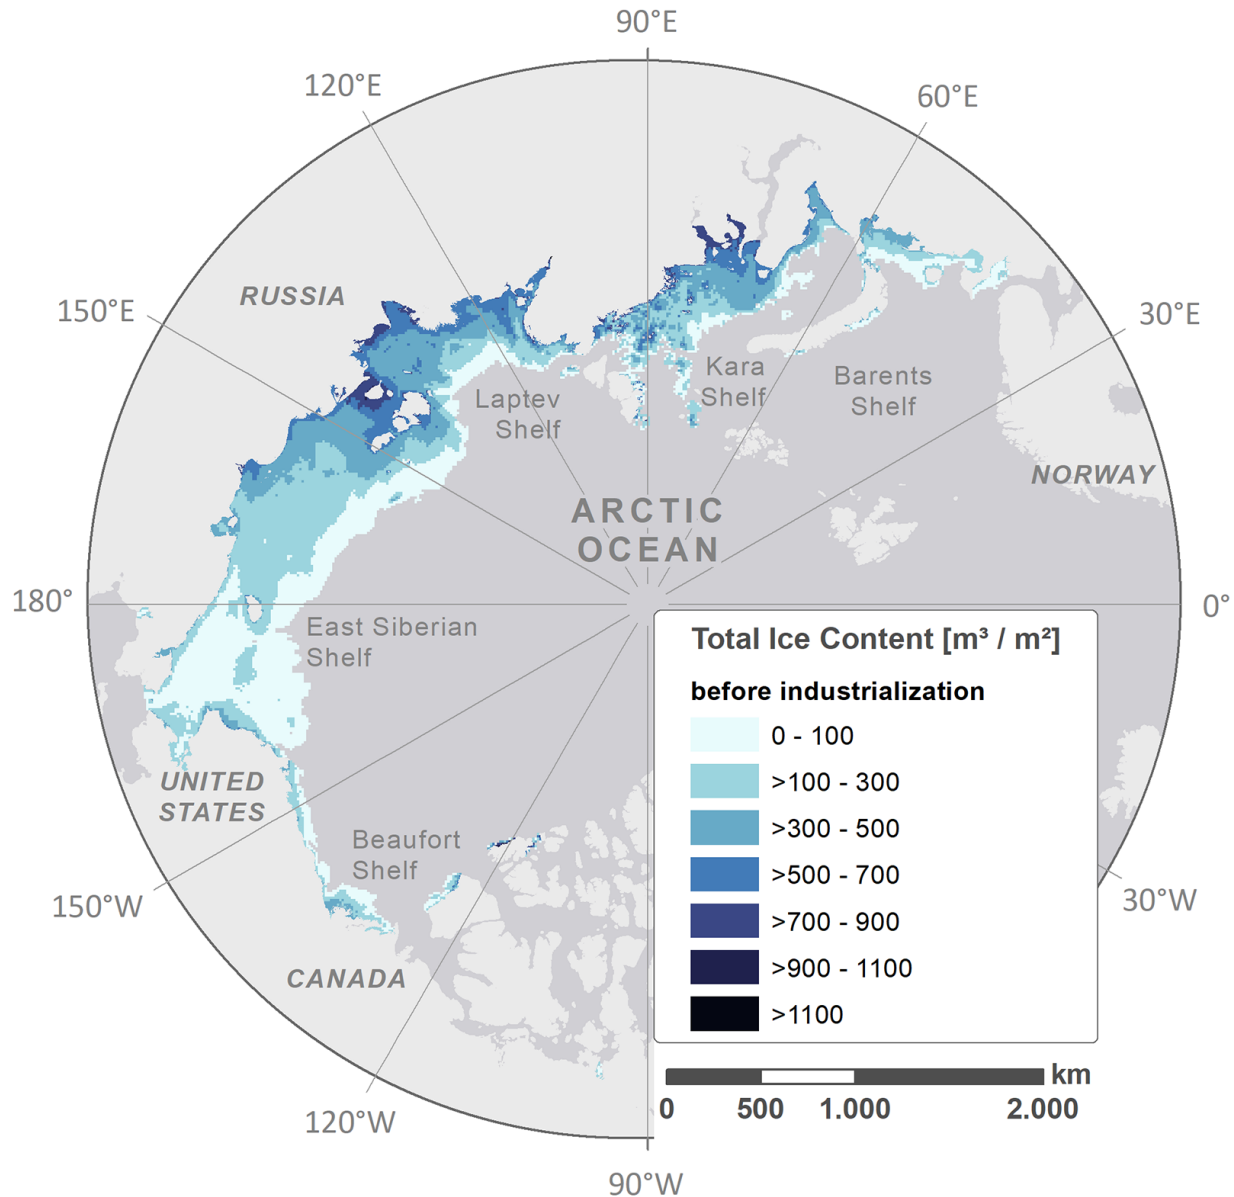 90°E
120°E
60°E
150°E
RUSSIA
30°E
Kara
Shelf
Barents
Shelf
Laptev
Shelf
NORWAY
ARCTIC
OCEAN
180°
0°
East Siberian
Shelf
Total Ice Content [m³ / m²]
before industrialization
0 - 100
>100 - 300
>300 - 500
>500 - 700
>700 - 900
>900 - 1100
>1100
UNITED
STATES
Beaufort
Shelf
150°W
30°W
CANADA
km
0 500 1.000 2.000
120°W
90°W